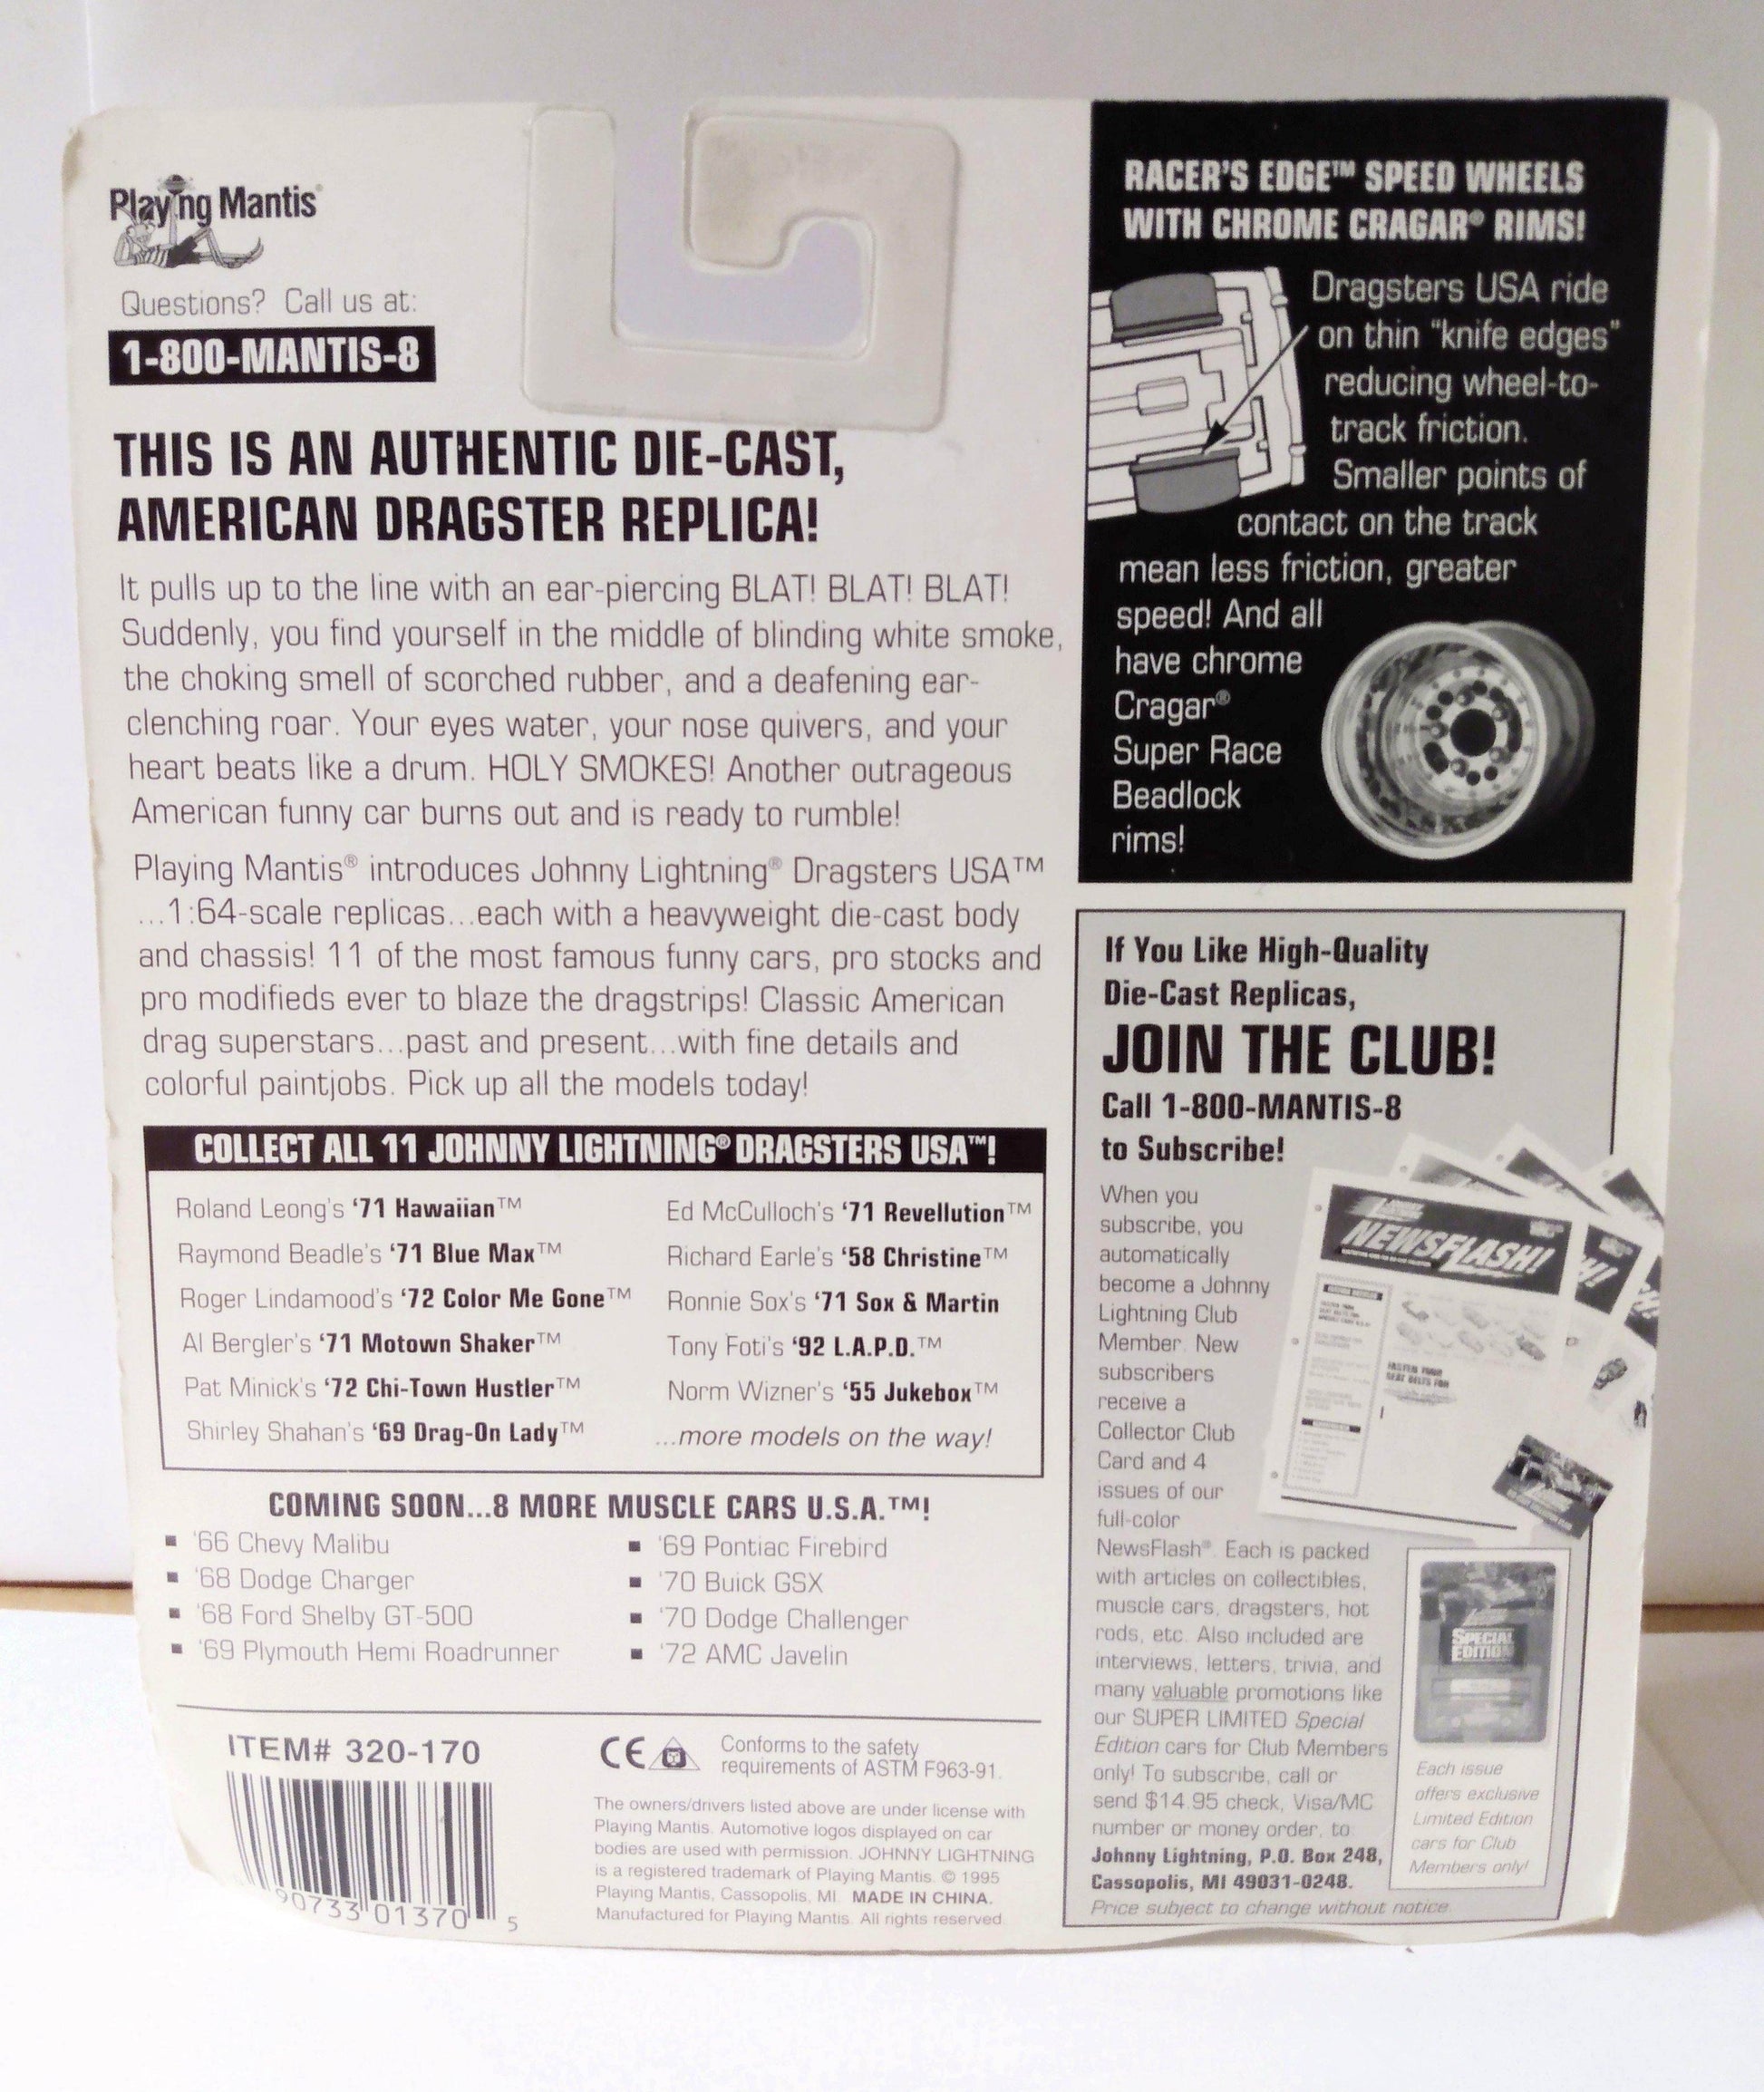 Playing Mantis®
Questions? Call us at:
1-800-MANTIS-8
THIS IS AN AUTHENTIC DIE-CAST,
AMERICAN DRAGSTER REPLICA!
It pulls up to the line with an ear-piercing BLAT! BLAT! BLAT!
Suddenly, you find yourself in the middle of blinding white smoke,
the choking smell of scorched rubber, and a deafening ear-
clenching roar. Your eyes water, your nose quivers, and your
heart beats like a drum. HOLY SMOKES! Another outrageous
American funny car burns out and is ready to rumble!
Playing Mantis® introduces Johnny Lightning® Dragsters USA™
...1:64-scale replicas...each with a heavyweight die-cast body
and chassis! 11 of the most famous funny cars, pro stocks and
pro modifieds ever to blaze the dragstrips! Classic American
drag superstars...past and present...with fine details and
colorful paintjobs. Pick up all the models today!
COLLECT ALL 11 JOHNNY LIGHTNING® DRAGSTERS USA™!
Roland Leong's '71 Hawaiian™
Raymond Beadle's '71 Blue Max™
Roger Lindamood's '72 Color Me Gone™
Al Bergler's '71 Motown Shaker™
Pat Minick's '72 Chi-Town Hustler™
Shirley Shahan's '69 Drag-On Lady™
Ed McCulloch's '71 Revellution™
Richard Earle's '58 Christine™
Ronnie Sox's '71 Sox & Martin
Tony Foti's '92 L.A.P.D.™
Norm Wizner's '55 Jukebox™
...more models on the way!
COMING SOON...8 MORE MUSCLE CARS U.S.A.™!
▪ '66 Chevy Malibu
▪ '68 Dodge Charger
▪ '68 Ford Shelby GT-500
▪ '69 Plymouth Hemi Roadrunner
▪ '69 Pontiac Firebird
▪ '70 Buick GSX
▪ '70 Dodge Challenger
▪ '72 AMC Javelin
ITEM# 320-170
90733 01370 5
CE
Conforms to the safety
requirements of ASTM F963-91.
The owners/drivers listed above are under license with
Playing Mantis. Automotive logos displayed on car
bodies are used with permission. JOHNNY LIGHTNING
is a registered trademark of Playing Mantis. © 1995
Playing Mantis, Cassopolis, MI. MADE IN CHINA.
Manufactured for Playing Mantis. All rights reserved.
RACER'S EDGE™ SPEED WHEELS
WITH CHROME CRAGAR® RIMS!
Dragsters USA ride
on thin "knife edges"
reducing wheel-to-
track friction.
Smaller points of
contact on the track
mean less friction, greater
speed! And all
have chrome
Cragar®
Super Race
Beadlock
rims!
If You Like High-Quality
Die-Cast Replicas,
JOIN THE CLUB!
Call 1-800-MANTIS-8
to Subscribe!
When you
subscribe, you
automatically
become a Johnny
Lightning Club
Member. New
subscribers
receive a
Collector Club
Card and 4
issues of our
full-color
NewsFlash®. Each is packed
with articles on collectibles,
muscle cars, dragsters, hot
rods, etc. Also included are
interviews, letters, trivia, and
many valuable promotions like
our SUPER LIMITED Special
Edition cars for Club Members
only! To subscribe, call or
send $14.95 check, Visa/MC
number or money order, to:
Johnny Lightning, P.O. Box 248,
Cassopolis, MI 49031-0248.
Price subject to change without notice.
NEWSFLASH!
FASTEN YOUR
SEAT BELTS FOR
SPECIAL
EDITION
Each issue
offers exclusive
Limited Edition
cars for Club
Members only!